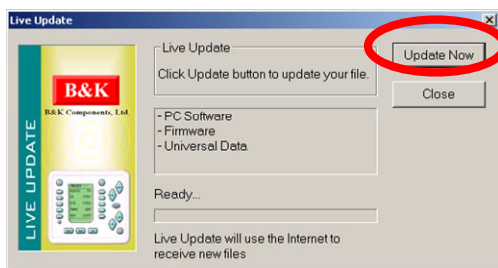 Live Update
LIVE UPDATE
B&K
B&K Components, Ltd.
Live Update
Click Update button to update your file.
- PC Software
- Firmware
- Universal Data
Ready...
Live Update will use the Internet to
receive new files
Update Now
Close